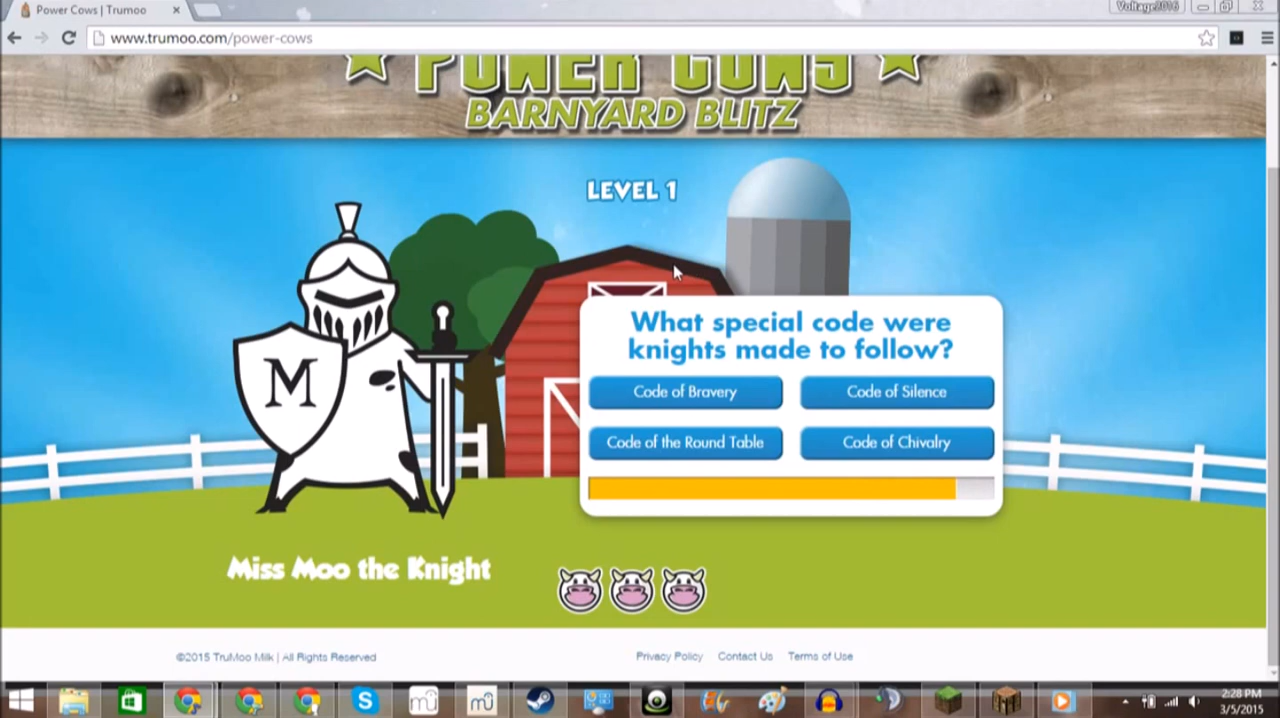 Power Cows | Trumoo
Voltage2016
www.trumoo.com/power-cows
POWER COWS
BARNYARD BLITZ
LEVEL 1
M
What special code were
knights made to follow?
Code of Bravery
Code of Silence
Code of the Round Table
Code of Chivalry
Miss Moo the Knight
©2015 TruMoo Milk | All Rights Reserved
Privacy Policy
Contact Us
Terms of Use
2:28 PM
3/5/2015